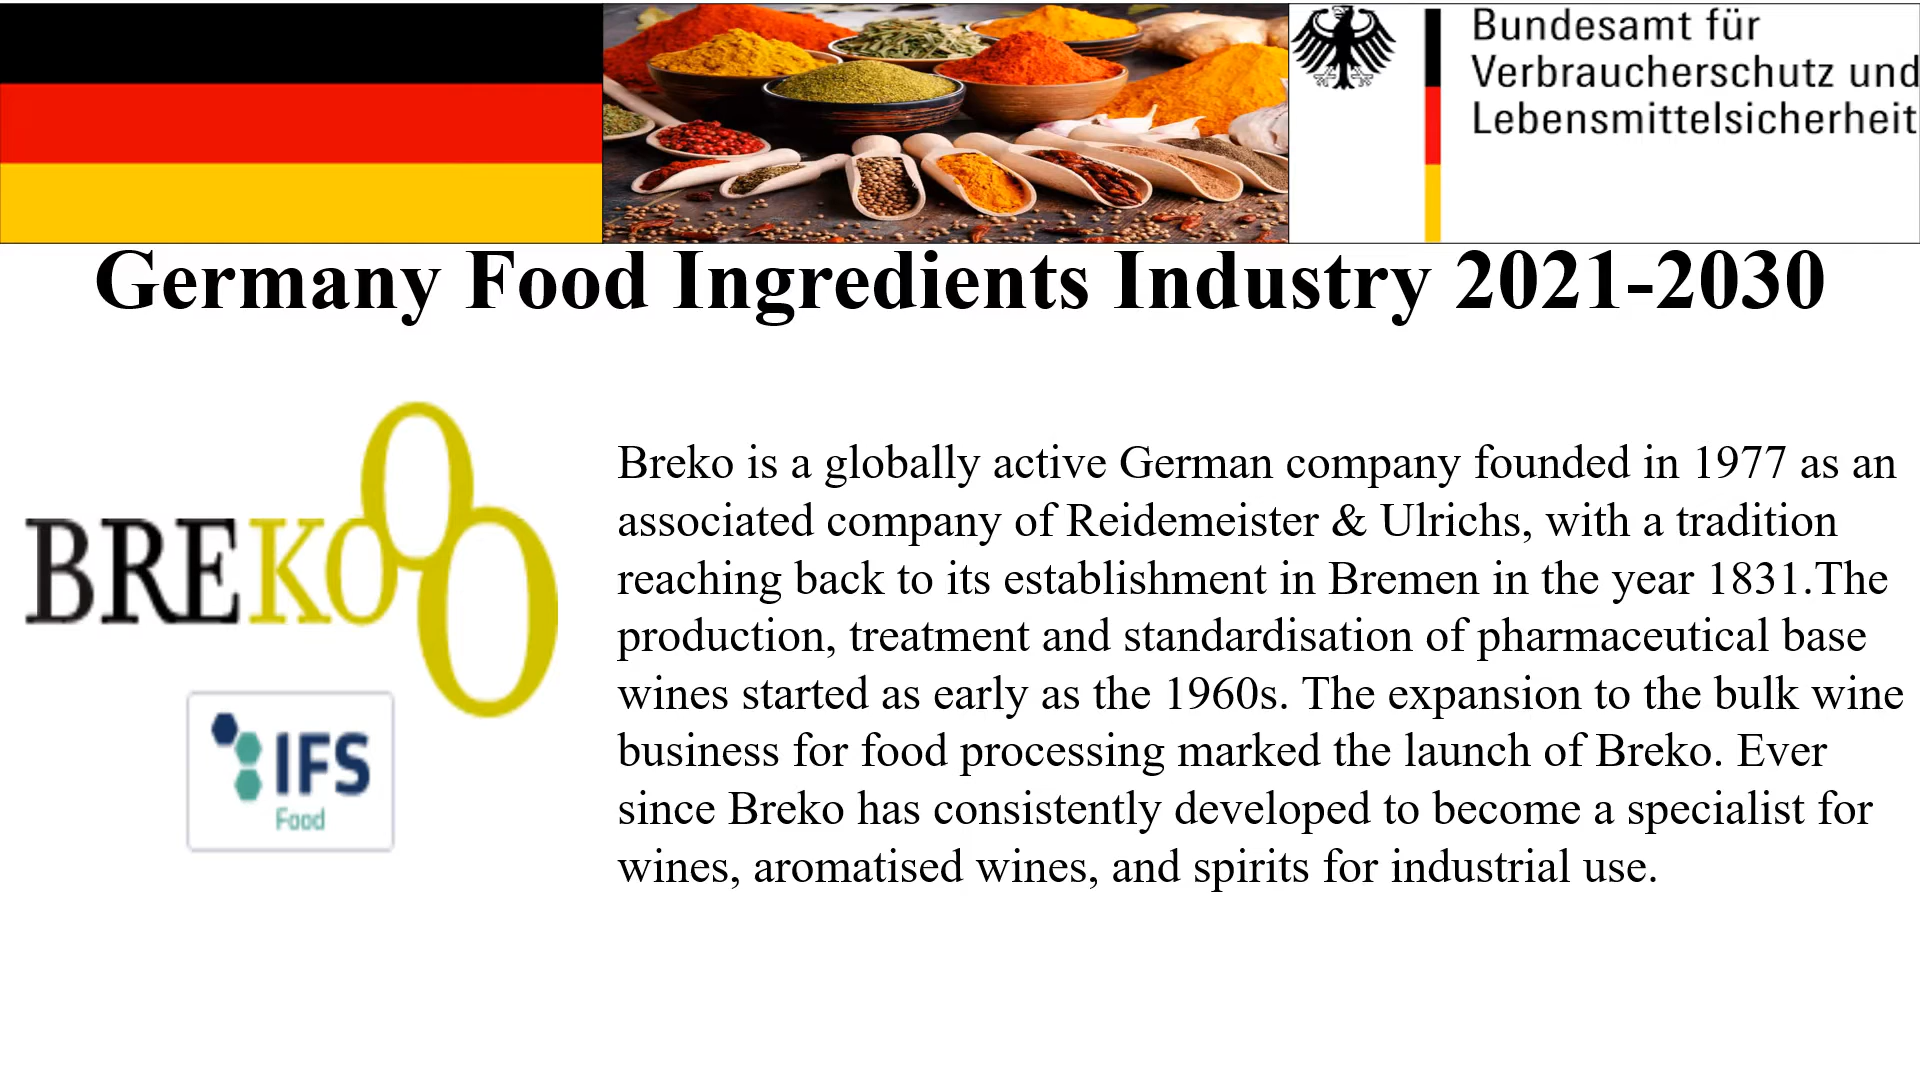 Bundesamt für
Verbraucherschutz und
Lebensmittelsicherheit
Germany Food Ingredients Industry 2021-2030
BREKO
IFS
Food
Breko is a globally active German company founded in 1977 as an
associated company of Reidemeister & Ulrichs, with a tradition
reaching back to its establishment in Bremen in the year 1831.The
production, treatment and standardisation of pharmaceutical base
wines started as early as the 1960s. The expansion to the bulk wine
business for food processing marked the launch of Breko. Ever
since Breko has consistently developed to become a specialist for
wines, aromatised wines, and spirits for industrial use.